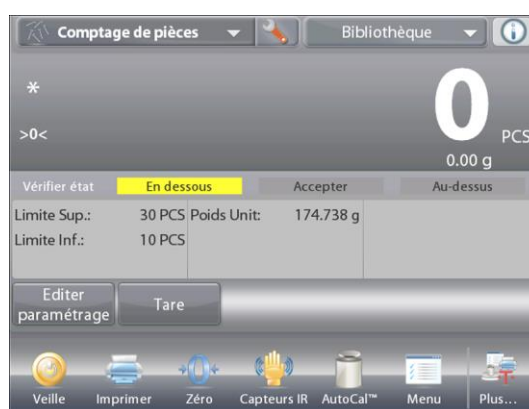 Comptage de pièces Bibliothèque
*
0
>0<
PCS
0.00 g
Vérifier état En dessous Accepter Au-dessus
Limite Sup.: 30 PCS Poids Unit: 174.738 g
Limite Inf.: 10 PCS
Editer
paramétrage
Tare
0
Veille Imprimer Zéro Capteurs IR AutoCal™ Menu Plus...